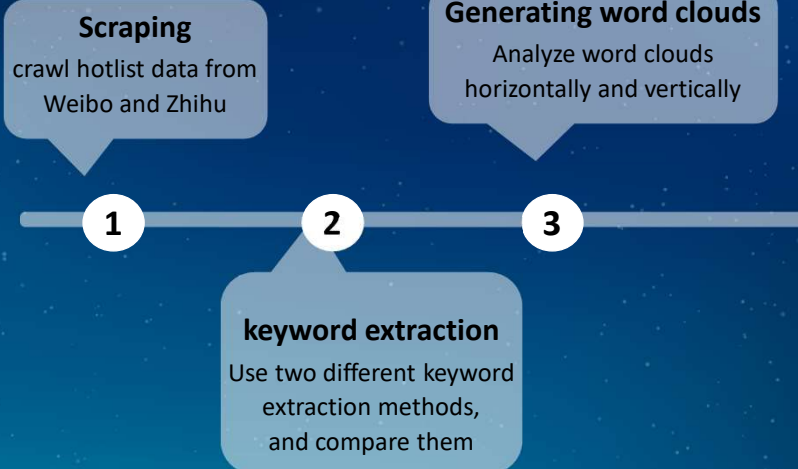 Scraping
crawl hotlist data from
Weibo and Zhihu
Generating word clouds
Analyze word clouds
horizontally and vertically
1
2
3
keyword extraction
Use two different keyword
extraction methods,
and compare them